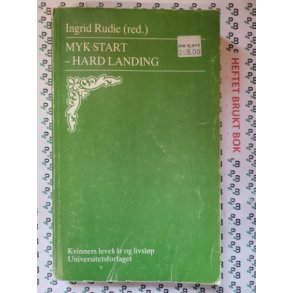 Ingrid Rudie (red.)
MYK START
– HARD LANDING
Kvinners levekår og livsløp
Universitetsforlaget
HEFTET BRUKT BOK